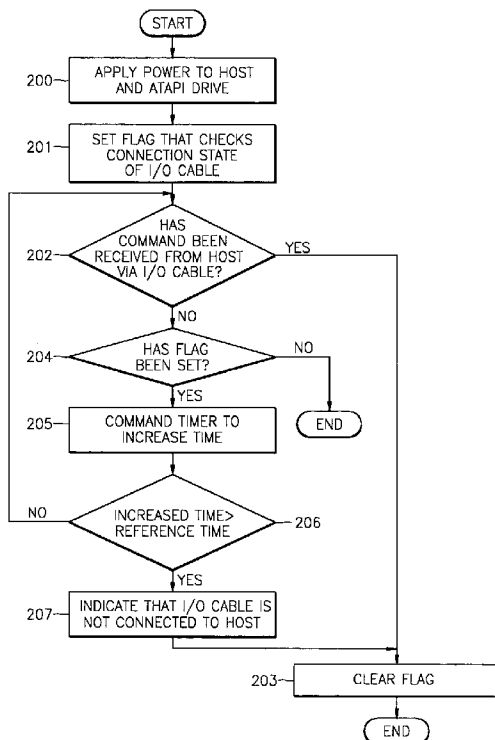 START
200
APPLY POWER TO HOST
AND ATAPI DRIVE
201
SET FLAG THAT CHECKS
CONNECTION STATE
OF I/O CABLE
202
HAS
COMMAND BEEN
RECEIVED FROM HOST
VIA I/O CABLE?
YES
NO
204
HAS FLAG
BEEN SET?
NO
YES
END
205
COMMAND TIMER TO
INCREASE TIME
NO
INCREASED TIME>
REFERENCE TIME
206
YES
207
INDICATE THAT I/O CABLE IS
NOT CONNECTED TO HOST
203
CLEAR FLAG
END